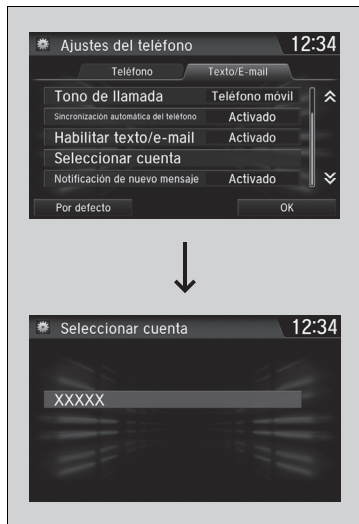 Ajustes del teléfono 12:34
Teléfono Texto/E-mail
Tono de llamada Teléfono móvil
Sincronización automática del teléfono Activado
Habilitar texto/e-mail Activado
Seleccionar cuenta
Notificación de nuevo mensaje Activado
Por defecto OK
Seleccionar cuenta 12:34
XXXXX